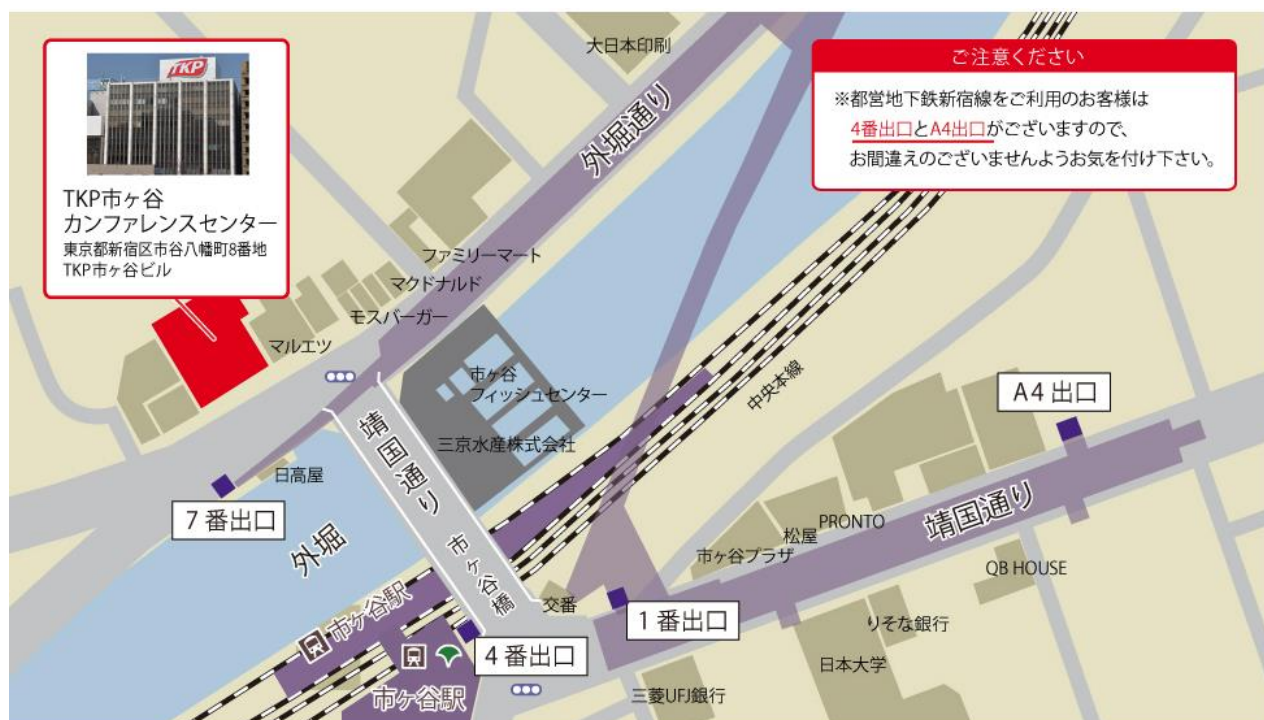 TKP
TKP市ヶ谷
カンファレンスセンター
東京都新宿区市谷八幡町8番地
TKP市ヶ谷ビル
大日本印刷
外堀通り
ご注意ください
※都営地下鉄新宿線をご利用のお客様は
4番出口とA4出口がございますので、
お間違えのございませんようお気を付け下さい。
ファミリーマート
マクドナルド
モスバーガー
マルエツ
市ヶ谷
フィッシュセンター
三京水産株式会社
中央本線
A4出口
靖国通り
日高屋
7番出口
外堀
市ヶ谷橋
靖国通り
PRONTO
松屋
市ヶ谷プラザ
QB HOUSE
交番
1番出口
りそな銀行
市ヶ谷駅
4番出口
日本大学
市ヶ谷駅
三菱UFJ銀行